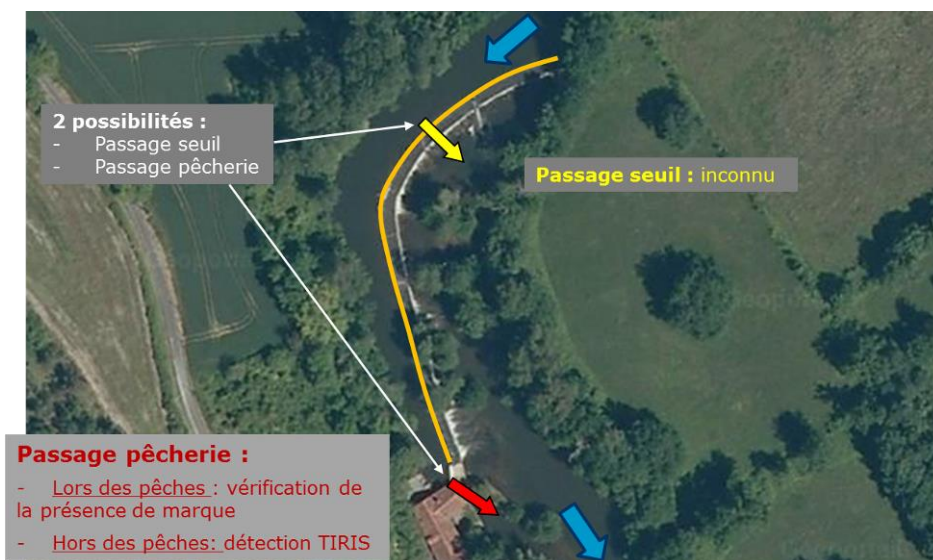 2 possibilités :
- Passage seuil
- Passage pêcherie
Passage seuil : inconnu
Passage pêcherie :
- Lors des pêches : vérification de
la présence de marque
- Hors des pêches: détection TIRIS